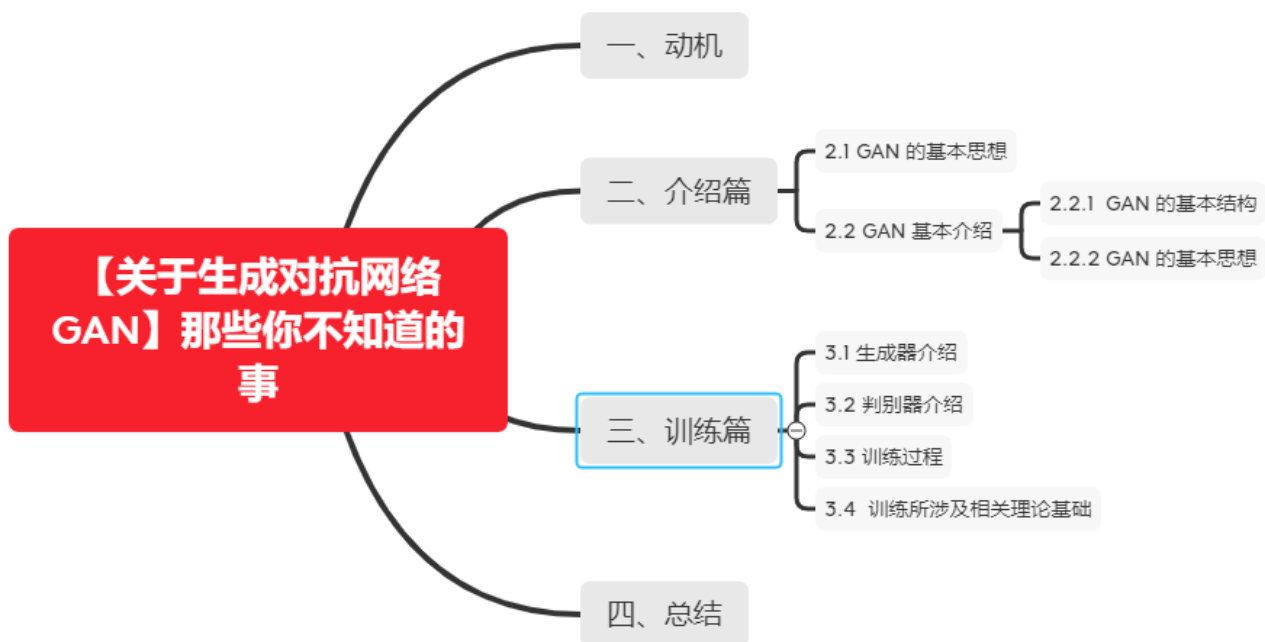 【关于生成对抗网络
GAN】那些你不知道的
事
一、动机
二、介绍篇
2.1 GAN 的基本思想
2.2 GAN 基本介绍
2.2.1 GAN 的基本结构
2.2.2 GAN 的基本思想
三、训练篇
3.1 生成器介绍
3.2 判别器介绍
3.3 训练过程
3.4 训练所涉及相关理论基础
四、总结